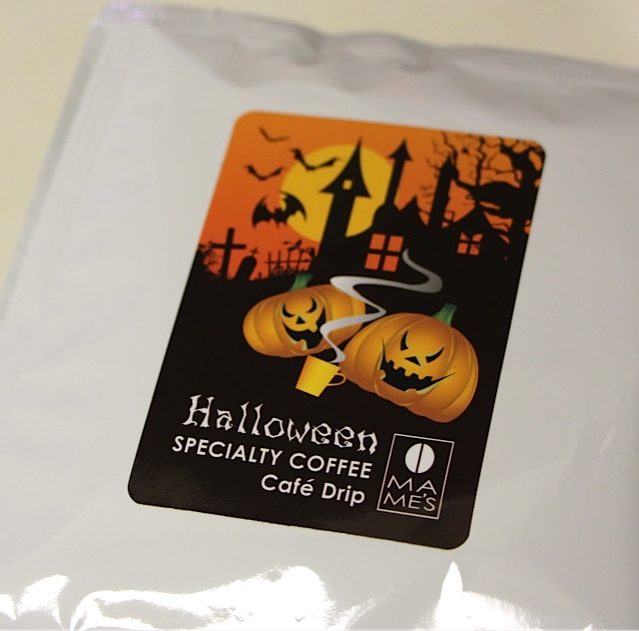 Halloween
SPECIALTY COFFEE
Café Drip
MA
ME'S